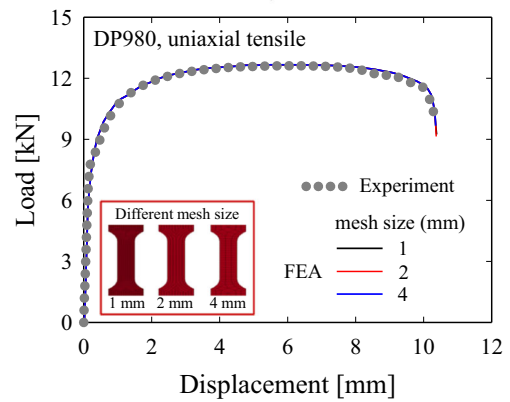 DP980, uniaxial tensile
Load [kN]
15
12
9
6
3
0
Experiment
mesh size (mm)
FEA
1
2
4
Different mesh size
1 mm 2 mm 4 mm
0 2 4 6 8 10 12
Displacement [mm]